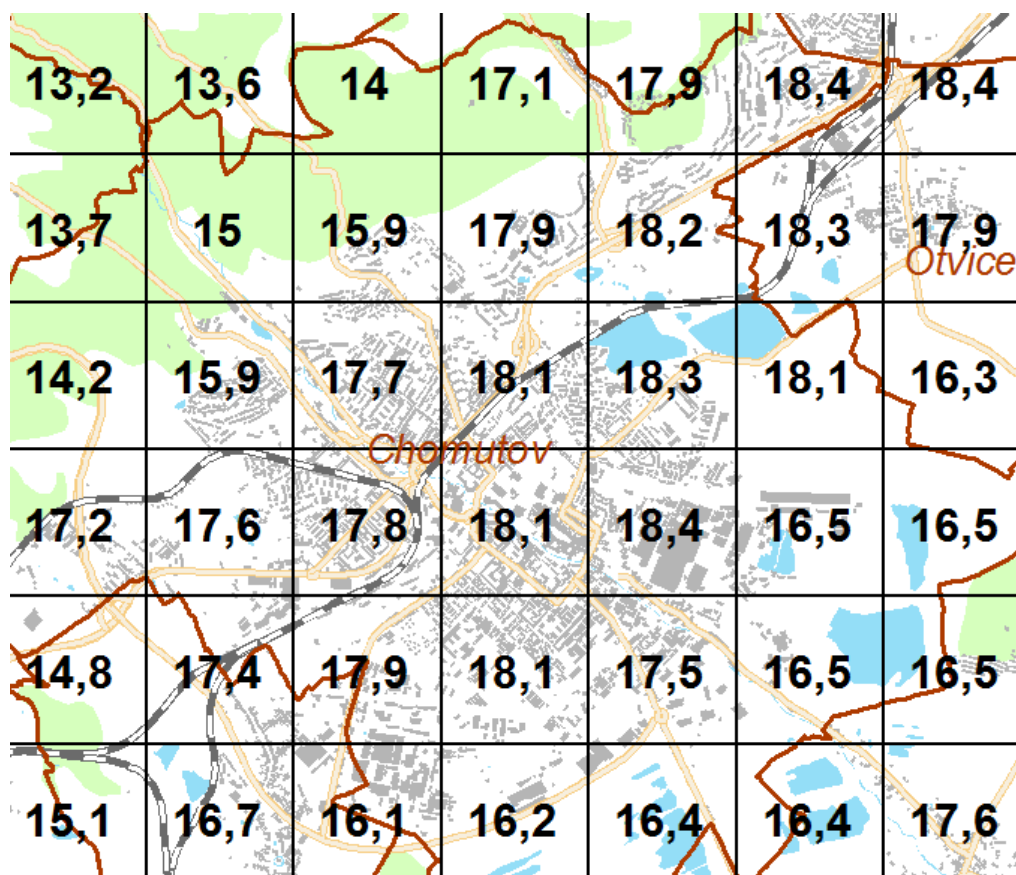 13,2 13,6 14 17,1 17,9 18,4 18,4
13,7 15 15,9 17,9 18,2 18,3 17,9
Otvice
14,2 15,9 17,7 18,1 18,3 18,1 16,3
Chomutov
17,2 17,6 17,8 18,1 18,4 16,5 16,5
14,8 17,4 17,9 18,1 17,5 16,5 16,5
15,1 16,7 16,1 16,2 16,4 16,4 17,6